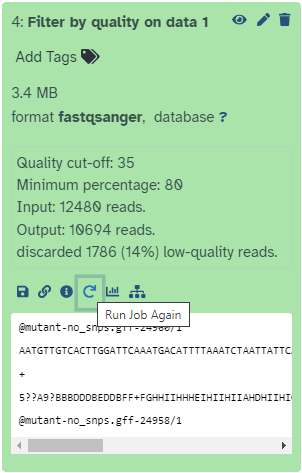 4: Filter by quality on data 1
Add Tags
3.4 MB
format fastqsanger, database ?
Quality cut-off: 35
Minimum percentage: 80
Input: 12480 reads.
Output: 10694 reads.
discarded 1786 (14%) low-quality reads.
Run Job Again
@mutant-no_snps.gff-24960/1
AATGTTGTCACTTGGATTCAAATGACATTTTAAATCTAATTATTC
+
5??A9?BBBDDDBEDDBFF+FGHHIIHHHEIHIIHIIAHDHIIHI
@mutant-no_snps.gff-24958/1